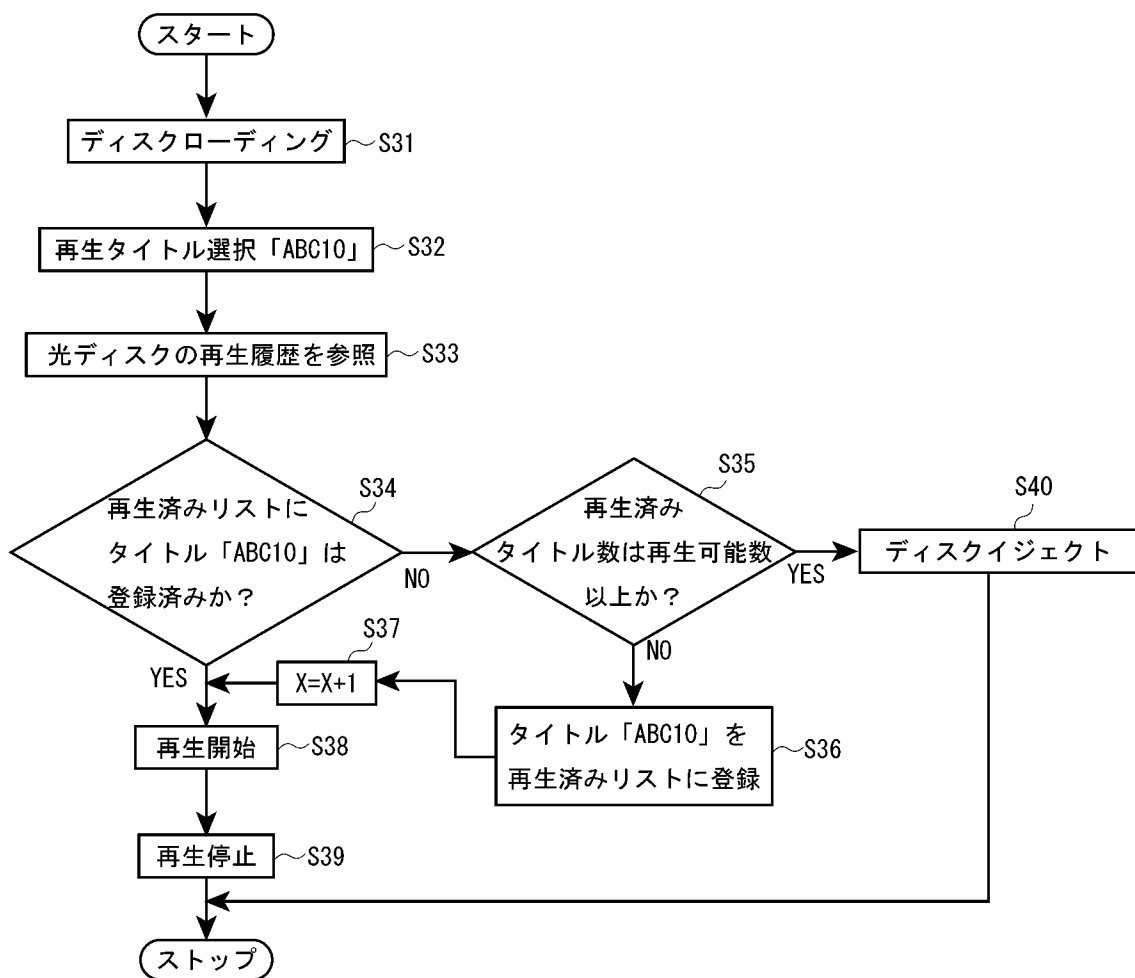 スタート
ディスクローディング
S31
再生タイトル選択「ABC10」
S32
光ディスクの再生履歴を参照
S33
再生済みリストに
タイトル「ABC10」は
登録済みか?
S34
NO
YES
再生済み
タイトル数は再生可能数
以上か?
S35
YES
NO
ディスクイジェクト
S40
タイトル「ABC10」を
再生済みリストに登録
S36
X=X+1
S37
再生開始
S38
再生停止
S39
ストップ